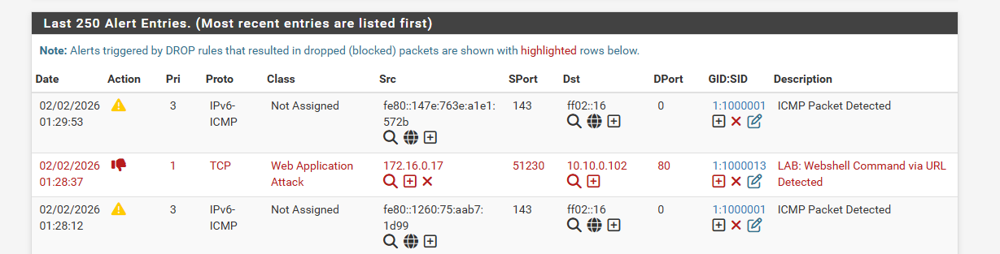 Last 250 Alert Entries. (Most recent entries are listed first)
Note: Alerts triggered by DROP rules that resulted in dropped (blocked) packets are shown with highlighted rows below.
Date Action Pri Proto Class Src SPort Dst DPort GID:SID Description
02/02/2026 3 IPv6- Not Assigned fe80::147e:763e:a1e1: 143 ff02::16 0 1:1000001 ICMP Packet Detected
01:29:53 ICMP 572b
02/02/2026 1 TCP Web Application 172.16.0.17 51230 10.10.0.102 80 1:1000013 LAB: Webshell Command via URL
01:28:37 Attack Detected
02/02/2026 3 IPv6- Not Assigned fe80::1260:75:aab7: 143 ff02::16 0 1:1000001 ICMP Packet Detected
01:28:12 ICMP 1d99